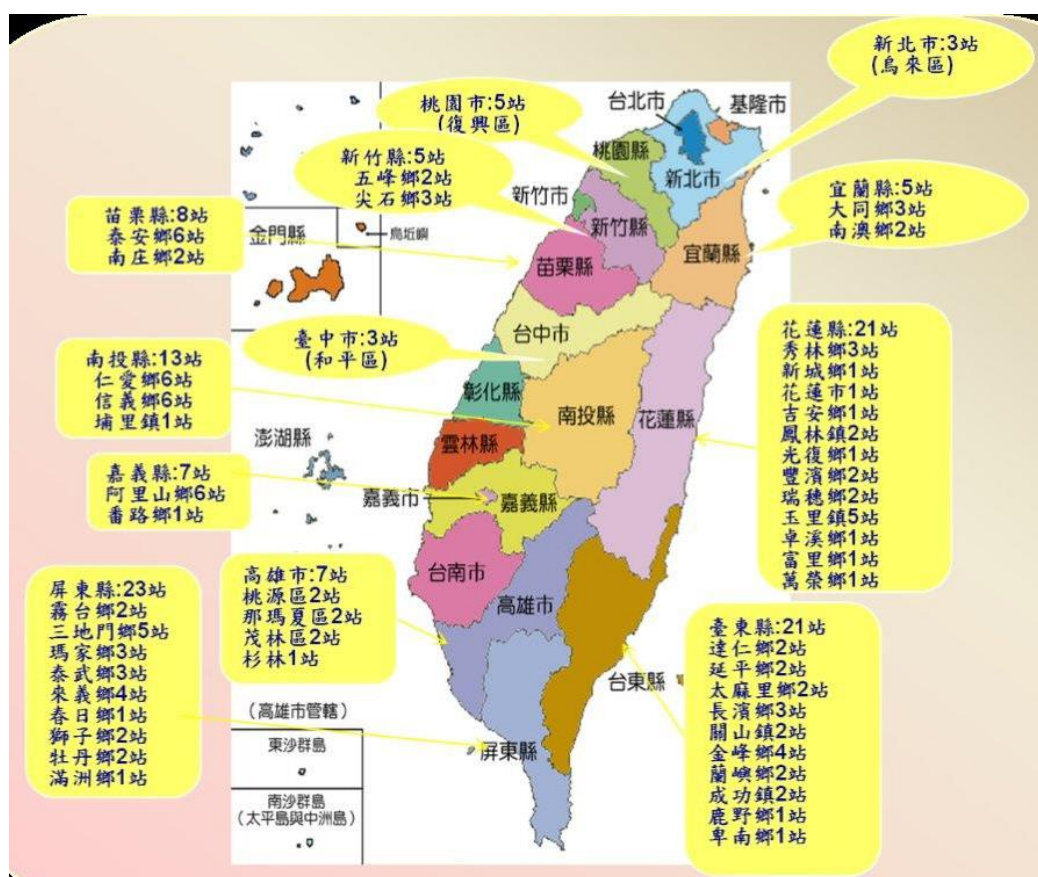 新北市:3站
(烏來區)
桃園市:5站
(復興區)
台北市
基隆市
桃園縣
新北市
新竹縣:5站
五峰鄉2站
尖石鄉3站
新竹市
新竹縣
宜蘭縣:5站
大同鄉3站
南澳鄉2站
宜蘭縣
苗栗縣:8站
泰安鄉6站
南庄鄉2站
金門縣
烏坵嶼
苗栗縣
台中市
臺中市:3站
(和平區)
南投縣:13站
仁愛鄉6站
信義鄉6站
埔里鎮1站
彰化縣
南投縣
花蓮縣
花蓮縣:21站
秀林鄉3站
新城鄉1站
花蓮市1站
吉安鄉1站
鳳林鎮2站
光復鄉1站
豐濱鄉2站
瑞穗鄉2站
玉里鎮5站
卓溪鄉1站
富里鄉1站
萬榮鄉1站
澎湖縣
雲林縣
嘉義縣:7站
阿里山鄉6站
番路鄉1站
嘉義市
嘉義縣
台南市
高雄市
高雄市:7站
桃源區2站
那瑪夏區2站
茂林區2站
杉林1站
屏東縣:23站
霧台鄉2站
三地門鄉5站
瑪家鄉3站
泰武鄉3站
來義鄉4站
春日鄉1站
獅子鄉2站
牡丹鄉2站
滿洲鄉1站
台東縣
臺東縣:21站
達仁鄉2站
延平鄉2站
太麻里鄉2站
長濱鄉3站
關山鎮2站
金峰鄉4站
蘭嶼鄉2站
成功鎮2站
鹿野鄉1站
卑南鄉1站
(高雄市管轄)
東沙群島
屏東縣
南沙群島
(太平島與中洲島)